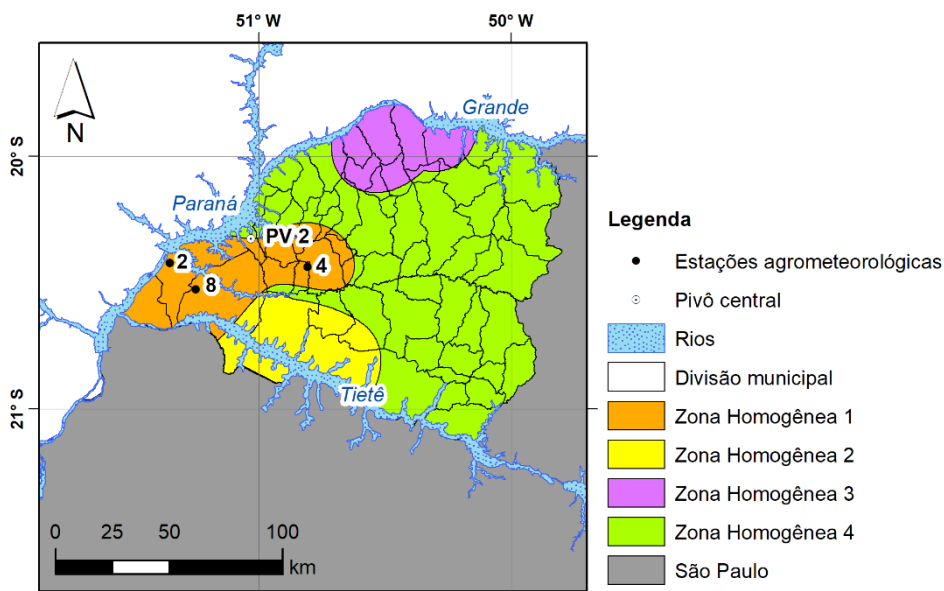 51° W 50° W
N
Grande
20° S
Paraná
PV 2
2
4
8
Tietê
21° S
0 25 50 100
km
Legenda
Estações agrometeorológicas
Pivô central
Rios
Divisão municipal
Zona Homogênea 1
Zona Homogênea 2
Zona Homogênea 3
Zona Homogênea 4
São Paulo